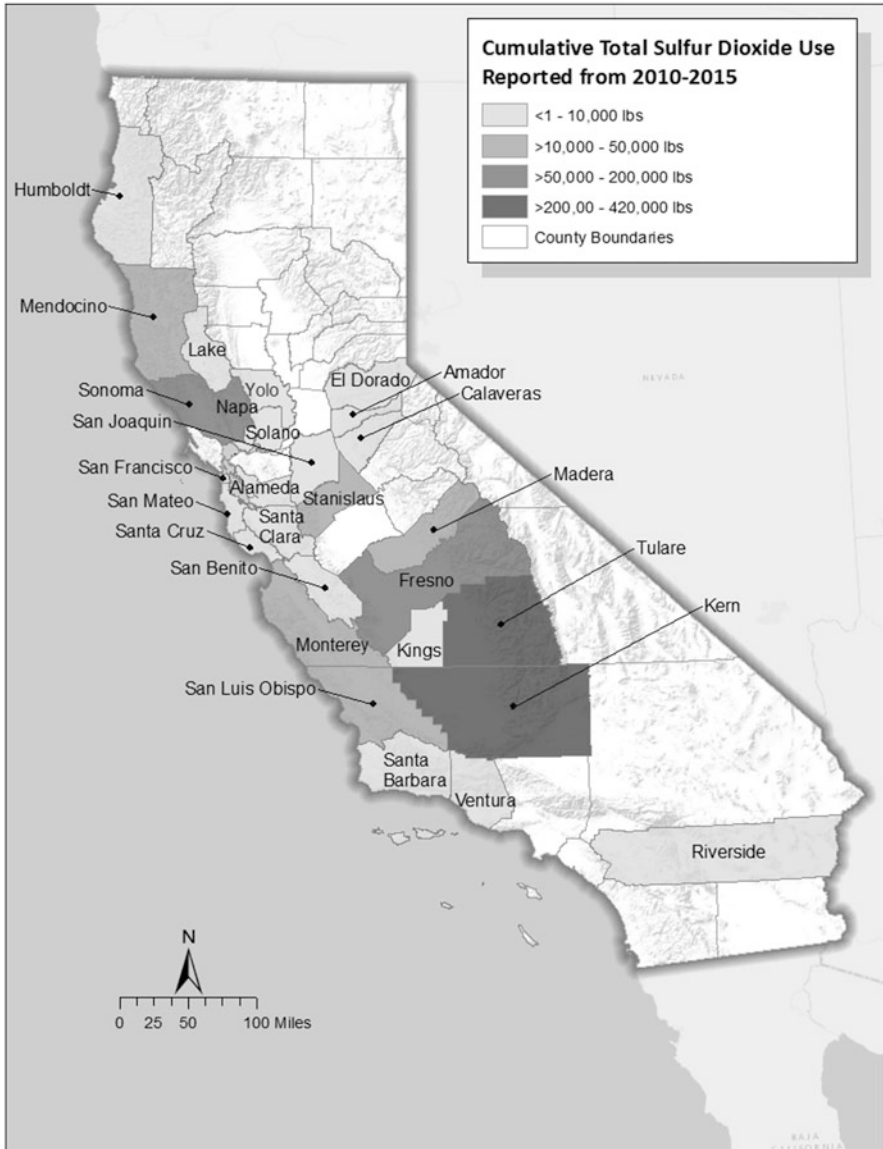 Cumulative Total Sulfur Dioxide Use
Reported from 2010-2015
<1 - 10,000 lbs
>10,000 - 50,000 lbs
>50,000 - 200,000 lbs
>200,00 - 420,000 lbs
County Boundaries
Humboldt
Mendocino
Lake
Sonoma
Napa
Yolo
El Dorado
Amador
Calaveras
NEVADA
San Joaquin
Solano
San Francisco
Alameda
Stanislaus
Madera
San Mateo
Santa Cruz
Santa
Clara
San Benito
Fresno
Tulare
Kern
Monterey
Kings
San Luis Obispo
Santa
Barbara
Ventura
Riverside
N
0 25 50 100 Miles
BAJA
CALIFORNIA